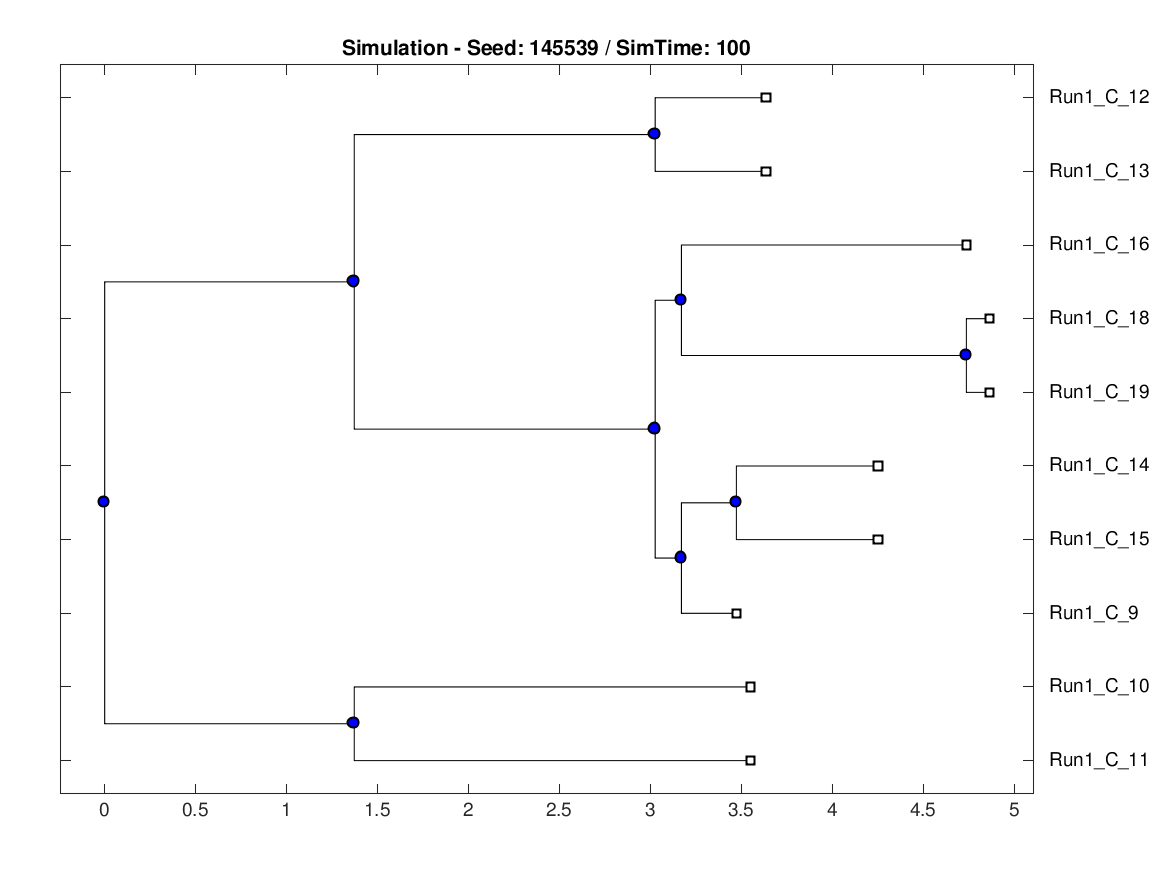 Simulation - Seed: 145539 / SimTime: 100
Run1_C_12
Run1_C_13
Run1_C_16
Run1_C_18
Run1_C_19
Run1_C_14
Run1_C_15
Run1_C_9
Run1_C_10
Run1_C_11
0 0.5 1 1.5 2 2.5 3 3.5 4 4.5 5